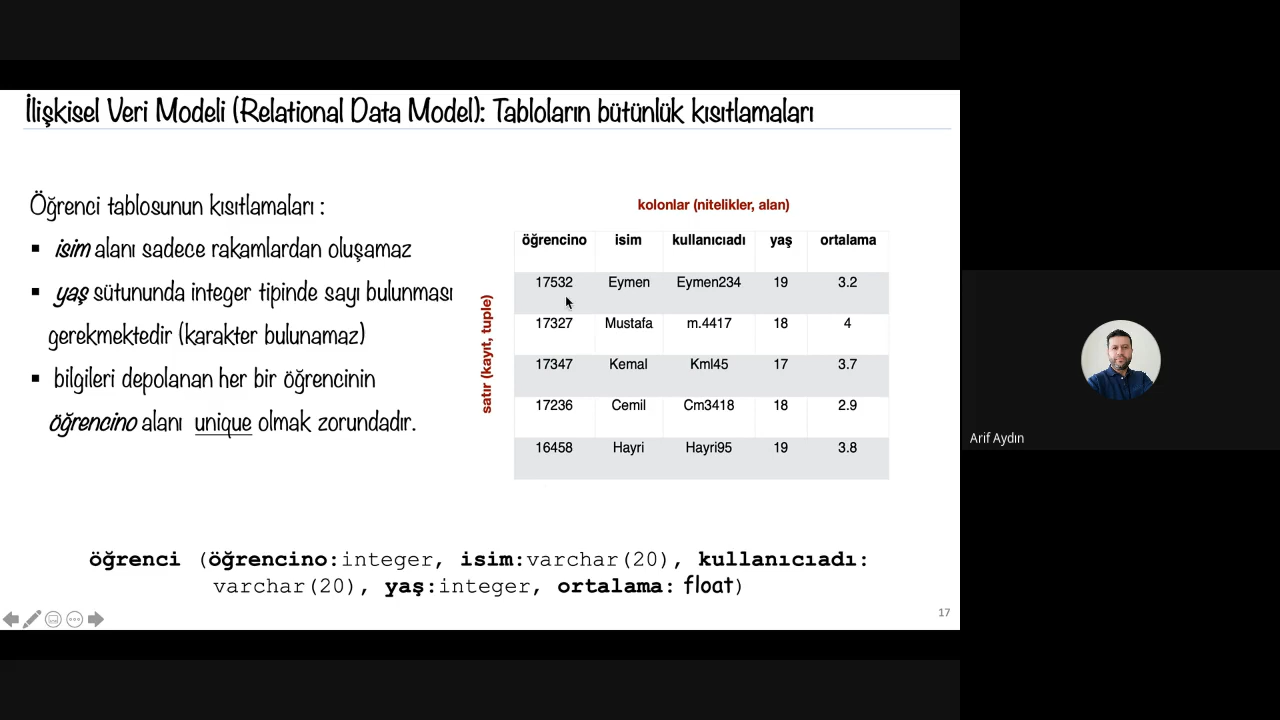 İlişkisel Veri Modeli (Relational Data Model): Tabloların bütünlük kısıtlamaları
Öğrenci tablosunun kısıtlamaları :
▪ isim alanı sadece rakamlardan oluşamaz
▪ yaş sütununda integer tipinde sayı bulunması
gerekmektedir (karakter bulunamaz)
▪ bilgileri depolanan her bir öğrencinin
öğrencino alanı unique olmak zorundadır.
kolonlar (nitelikler, alan)
satır (kayıt, tuple)
öğrencino isim kullanıcıadı yaş ortalama
17532 Eymen Eymen234 19 3.2
17327 Mustafa m.4417 18 4
17347 Kemal Kml45 17 3.7
17236 Cemil Cm3418 18 2.9
16458 Hayri Hayri95 19 3.8
öğrenci (öğrencino:integer, isim:varchar(20), kullanıcıadı:
varchar(20), yaş:integer, ortalama: float)
17
Arif Aydın